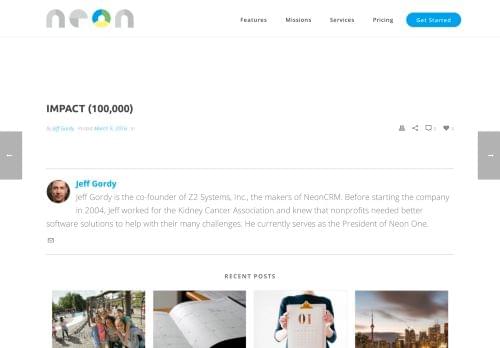 neon
Features Missions Services Pricing Get Started
IMPACT (100,000)
By Jeff Gordy Posted March 9, 2016 In
0 0
← →
Jeff Gordy
Jeff Gordy is the co-founder of Z2 Systems, Inc., the makers of NeonCRM. Before starting the company
in 2004, Jeff worked for the Kidney Cancer Association and knew that nonprofits needed better
software solutions to help with their many challenges. He currently serves as the President of Neon One.
RECENT POSTS
01